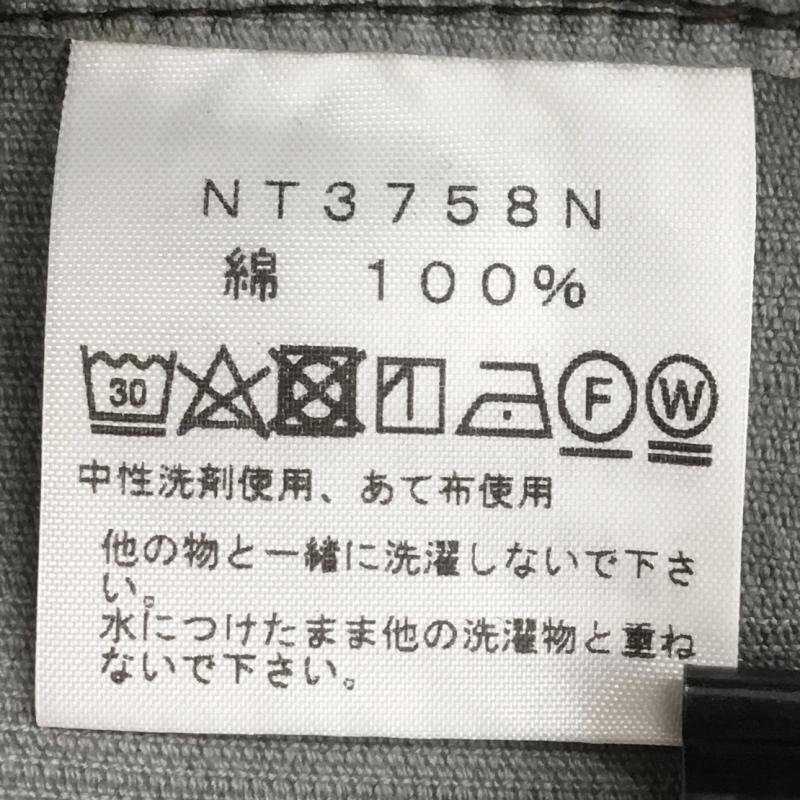 NT3758N
綿 100%
30 F W
中性洗剤使用、あて布使用
他の物と一緒に洗濯しないで下さ
い。
水につけたまま他の洗濯物と重ね
ないで下さい。